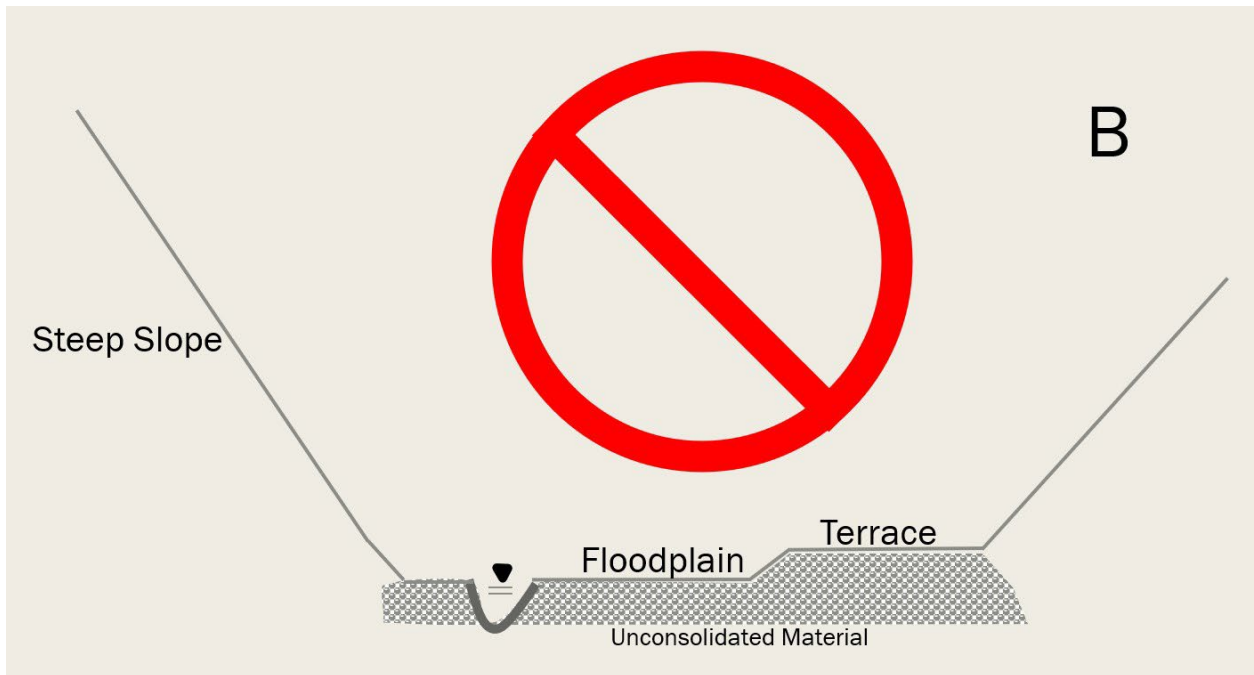 B
Steep Slope
Terrace
Floodplain
Unconsolidated Material